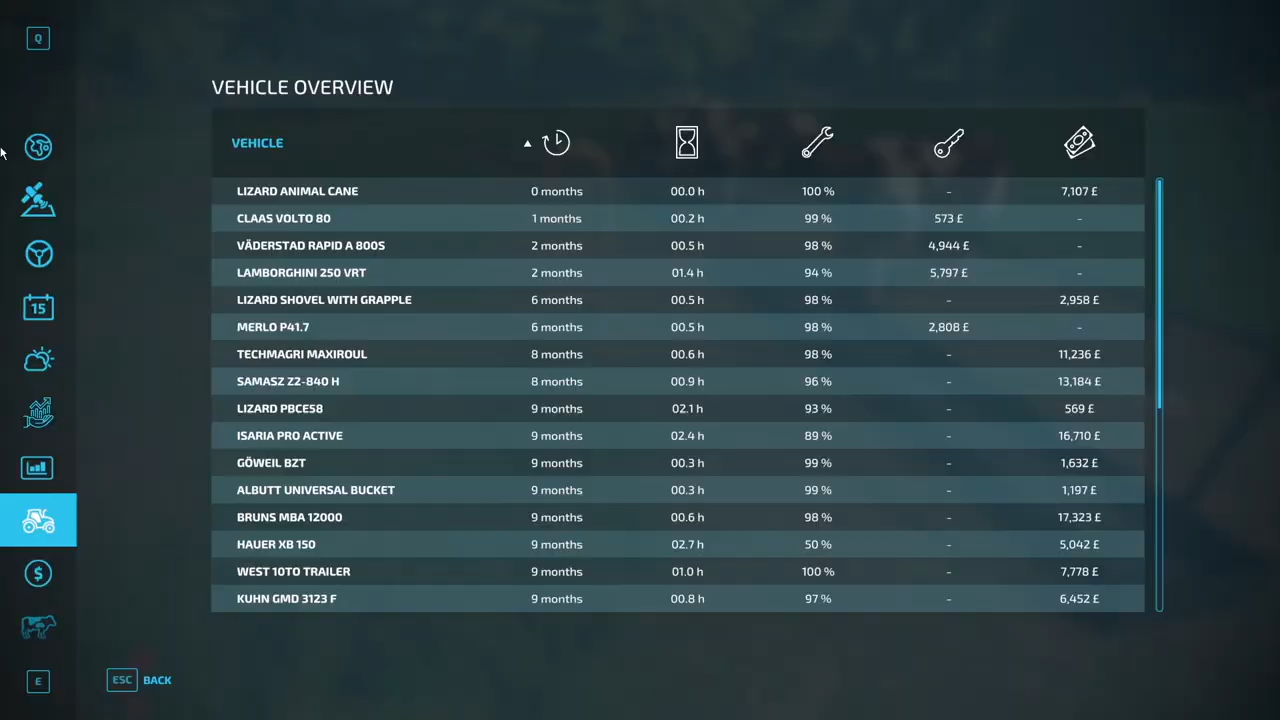 Q
VEHICLE OVERVIEW
VEHICLE
LIZARD ANIMAL CANE 0 months 00.0 h 100 % - 7,107 £
CLAAS VOLTO 80 1 months 00.2 h 99 % 573 £ -
VÄDERSTAD RAPID A 800S 2 months 00.5 h 98 % 4,944 £ -
LAMBORGHINI 250 VRT 2 months 01.4 h 94 % 5,797 £ -
LIZARD SHOVEL WITH GRAPPLE 6 months 00.5 h 98 % - 2,958 £
15
MERLO P41.7 6 months 00.5 h 98 % 2,808 £ -
TECHMAGRI MAXIROUL 8 months 00.6 h 98 % - 11,236 £
SAMASZ Z2-840 H 8 months 00.9 h 96 % - 13,184 £
LIZARD PBCE58 9 months 02.1 h 93 % - 569 £
ISARIA PRO ACTIVE 9 months 02.4 h 89 % - 16,710 £
GÖWEIL BZT 9 months 00.3 h 99 % - 1,632 £
ALBUTT UNIVERSAL BUCKET 9 months 00.3 h 99 % - 1,197 £
BRUNS MBA 12000 9 months 00.6 h 98 % - 17,323 £
HAUER XB 150 9 months 02.7 h 50 % - 5,042 £
WEST 10TO TRAILER 9 months 01.0 h 100 % - 7,778 £
$
KUHN GMD 3123 F 9 months 00.8 h 97 % - 6,452 £
E
ESC BACK